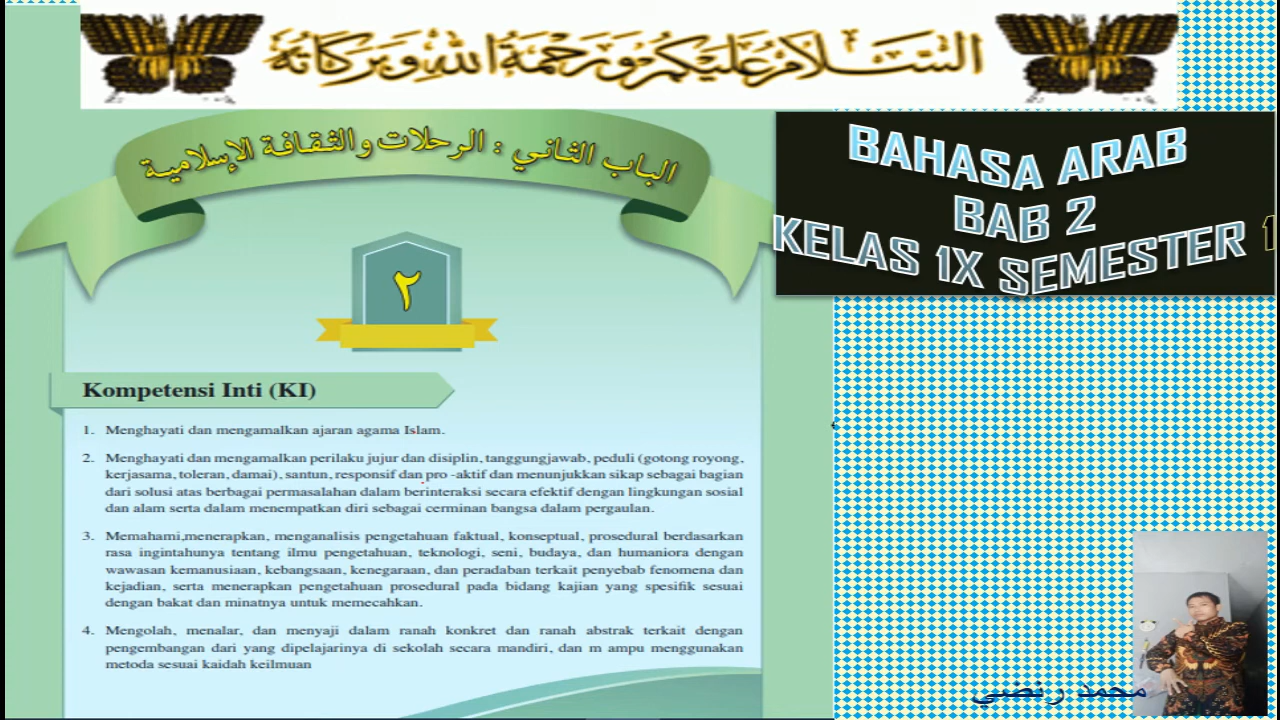 السلام عليكم ورحمة الله وبركاته
الباب الثاني : الرحلات والثقافة الإسلامية
BAHASA ARAB
BAB 2
KELAS 1X SEMESTER 1
٢
Kompetensi Inti (KI)
1. Menghayati dan mengamalkan ajaran agama Islam.
2. Menghayati dan mengamalkan perilaku jujur dan disiplin, tanggungjawab, peduli (gotong royong,
kerjasama, toleran, damai), santun, responsif dan pro -aktif dan menunjukkan sikap sebagai bagian
dari solusi atas berbagai permasalahan dalam berinteraksi secara efektif dengan lingkungan sosial
dan alam serta dalam menempatkan diri sebagai cerminan bangsa dalam pergaulan.
3. Memahami,menerapkan, menganalisis pengetahuan faktual, konseptual, prosedural berdasarkan
rasa ingintahunya tentang ilmu pengetahuan, teknologi, seni, budaya, dan humaniora dengan
wawasan kemanusiaan, kebangsaan, kenegaraan, dan peradaban terkait penyebab fenomena dan
kejadian, serta menerapkan pengetahuan prosedural pada bidang kajian yang spesifik sesuai
dengan bakat dan minatnya untuk memecahkan.
4. Mengolah, menalar, dan menyaji dalam ranah konkret dan ranah abstrak terkait dengan
pengembangan dari yang dipelajarinya di sekolah secara mandiri, dan m ampu menggunakan
metoda sesuai kaidah keilmuan
محمد